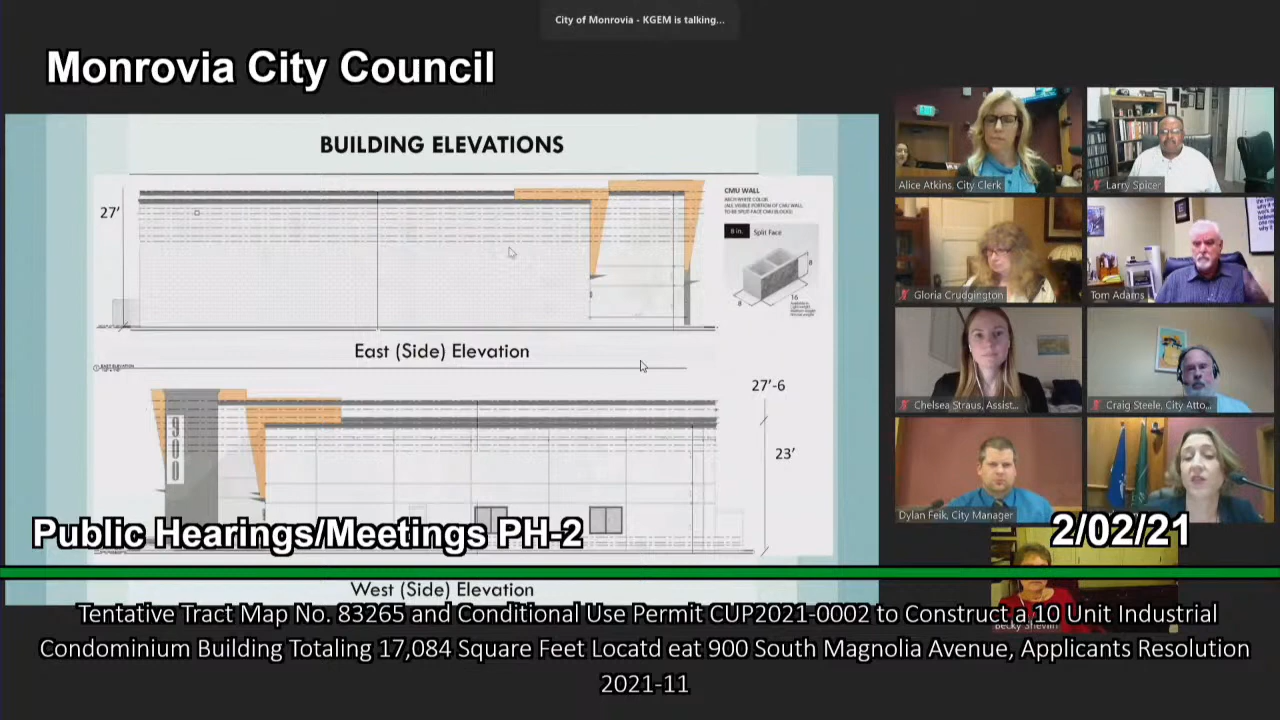 City of Monrovia - KGEM is talking...
Monrovia City Council
BUILDING ELEVATIONS
27'
CMU WALL
8 in.
Split Face
8
8
16
East (Side) Elevation
27'-6
23'
900
West (Side) Elevation
Alice Atkins, City Clerk
Larry Spicer
Gloria Crudgington
Tom Adams
Chelsea Straus, Assist...
Craig Steele, City Atto...
Dylan Feik, City Manager
Becky Shevlin
Public Hearings/Meetings PH-2
2/02/21
Tentative Tract Map No. 83265 and Conditional Use Permit CUP2021-0002 to Construct a 10 Unit Industrial
Condominium Building Totaling 17,084 Square Feet Locatd eat 900 South Magnolia Avenue, Applicants Resolution
2021-11